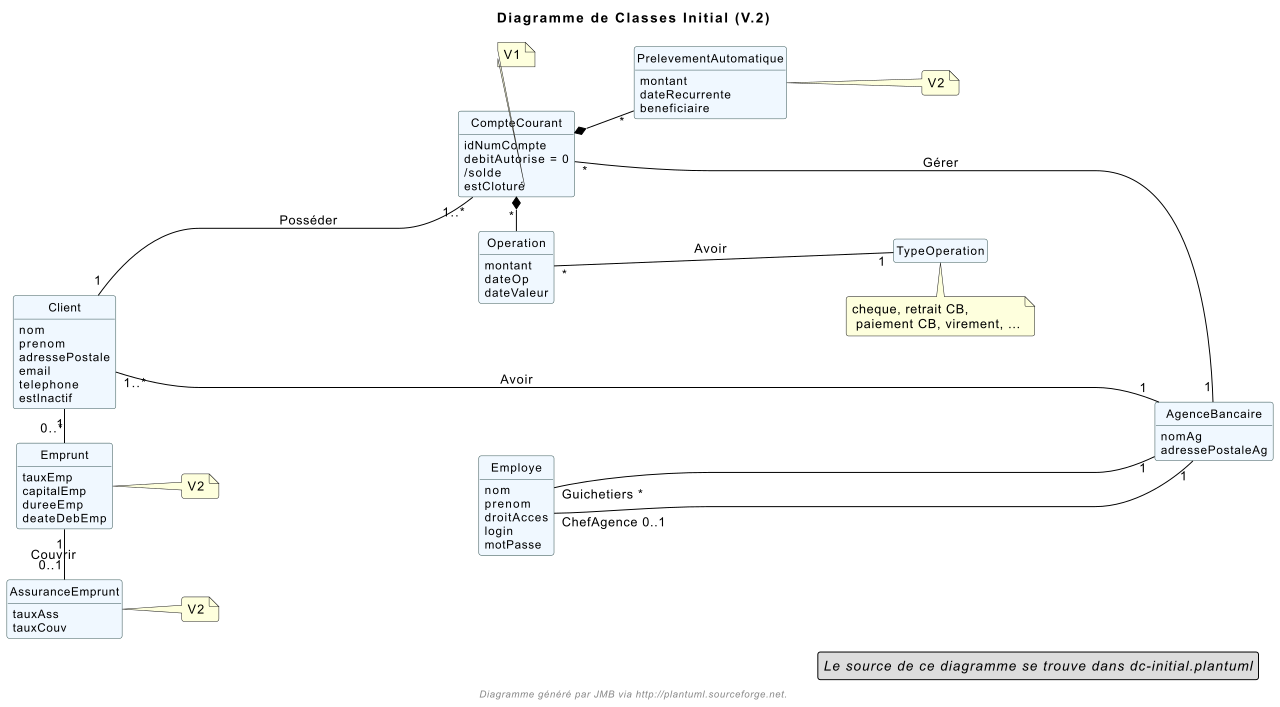 Diagramme de Classes Initial (V.2)
V1
PrelevementAutomatique
montant
dateRecurrente
beneficiaire
V2
CompteCourant
idNumCompte
debitAutorise = 0
/solde
estCloturé
*
*
Gérer
1..*
*
Posséder
1
Operation
montant
dateOp
dateValeur
Avoir
*
1
TypeOperation
cheque, retrait CB,
paiement CB, virement, ...
Client
nom
prenom
adressePostale
email
telephone
estInactif
1..*
Avoir
1
1
AgenceBancaire
nomAg
adressePostaleAg
1
0..*
Emprunt
tauxEmp
capitalEmp
dureeEmp
deateDebEmp
V2
Employe
nom
prenom
droitAcces
login
motPasse
Guichetiers *
1
ChefAgence 0..1
1
1
Couvrir
0..1
AssuranceEmprunt
tauxAss
tauxCouv
V2
Le source de ce diagramme se trouve dans dc-initial.plantuml
Diagramme généré par JMB via http://plantuml.sourceforge.net.